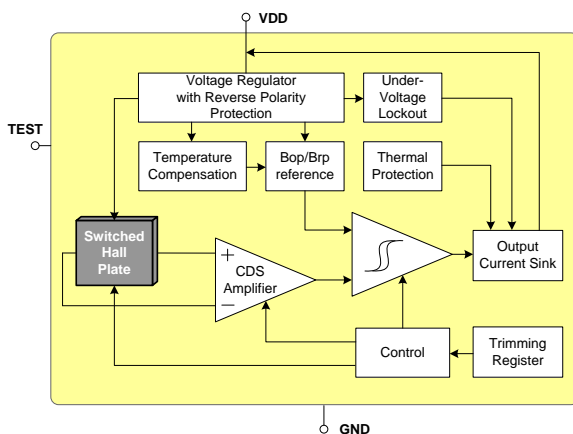 VDD
Voltage Regulator
with Reverse Polarity
Protection
Under-
Voltage
Lockout
TEST
Temperature
Compensation
Bop/Brp
reference
Thermal
Protection
Switched
Hall
Plate
+
CDS
Amplifier
−
Output
Current Sink
Control
Trimming
Register
GND